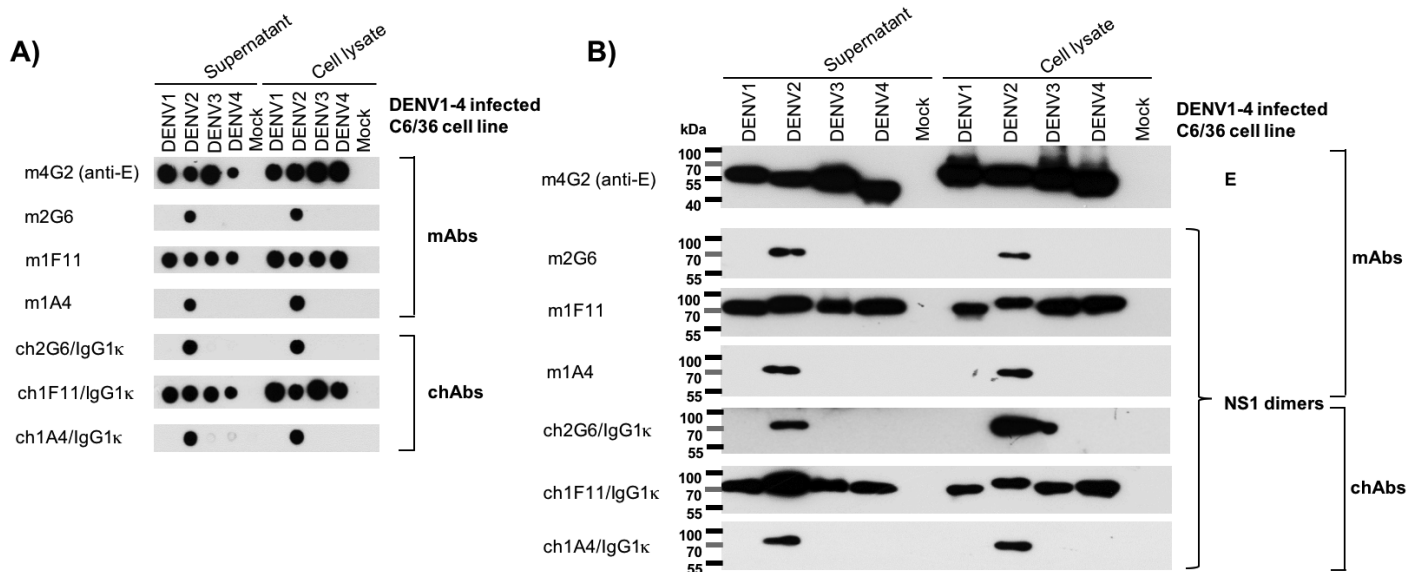 A)
Supernatant
Cell lysate
DENV1
DENV2
DENV3
DENV4
Mock
DENV1
DENV2
DENV3
DENV4
Mock
DENV1-4 infected
C6/36 cell line
m4G2 (anti-E)
m2G6
m1F11
m1A4
mAbs
ch2G6/IgG1κ
ch1F11/IgG1κ
ch1A4/IgG1κ
chAbs
B)
Supernatant
Cell lysate
DENV1
DENV2
DENV3
DENV4
Mock
DENV1
DENV2
DENV3
DENV4
Mock
DENV1-4 infected
C6/36 cell line
kDa
m4G2 (anti-E)
100
70
55
40
E
m2G6
100
70
55
m1F11
100
70
55
m1A4
100
70
55
mAbs
ch2G6/IgG1κ
100
70
55
NS1 dimers
ch1F11/IgG1κ
100
70
55
ch1A4/IgG1κ
100
70
55
chAbs